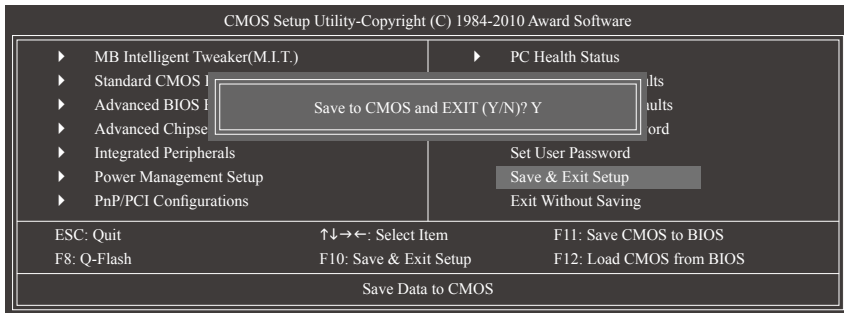 CMOS Setup Utility-Copyright (C) 1984-2010 Award Software
MB Intelligent Tweaker(M.I.T.)
Standard CMOS
Advanced BIOS
Advanced
Integrated Peripherals
Power Management Setup
PnP/PCI Configurations
PC Health Status
Set User Password
Save & Exit Setup
Exit Without Saving
Save to CMOS and EXIT (Y/N)? Y
ESC: Quit ↑↓→←: Select Item F11: Save CMOS to BIOS
F8: Q-Flash F10: Save & Exit Setup F12: Load CMOS from BIOS
Save Data to CMOS